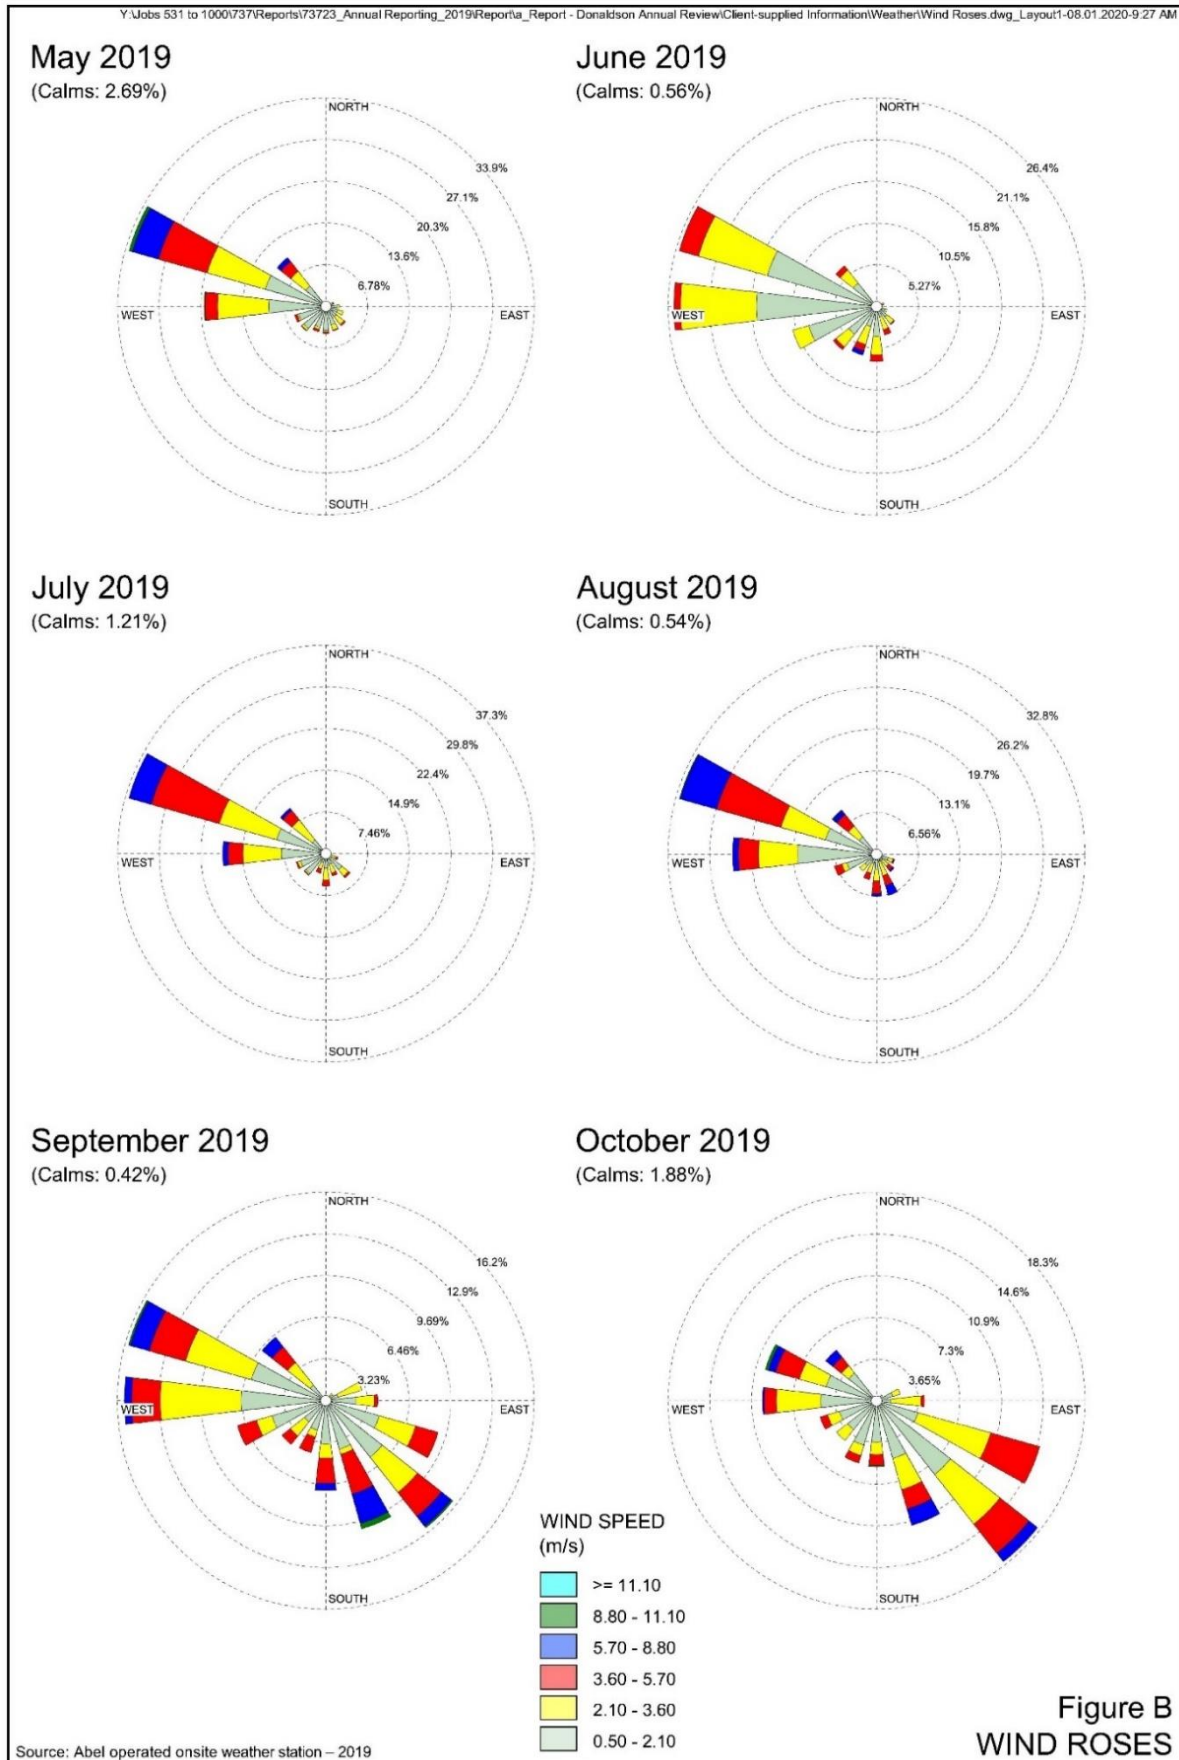 Y:\Jobs 531 to 1000\737\Reports\73723_Annual Reporting_2019\Report\a_Report - Donaldson Annual Review\Client-supplied Information\Weather\Wind Roses.dwg_Layout1-08.01.2020-9:27 AM
May 2019
(Calms: 2.69%)
NORTH
33.9%
27.1%
20.3%
13.6%
6.78%
WEST
EAST
SOUTH
June 2019
(Calms: 0.56%)
NORTH
26.4%
21.1%
15.8%
10.5%
5.27%
WEST
EAST
SOUTH
July 2019
(Calms: 1.21%)
NORTH
37.3%
29.8%
22.4%
14.9%
7.46%
WEST
EAST
SOUTH
August 2019
(Calms: 0.54%)
NORTH
32.8%
26.2%
19.7%
13.1%
6.56%
WEST
EAST
SOUTH
September 2019
(Calms: 0.42%)
NORTH
16.2%
12.9%
9.69%
6.46%
3.23%
WEST
EAST
SOUTH
October 2019
(Calms: 1.88%)
NORTH
18.3%
14.6%
10.9%
7.3%
3.65%
WEST
EAST
SOUTH
WIND SPEED
(m/s)
>= 11.10
8.80 - 11.10
5.70 - 8.80
3.60 - 5.70
2.10 - 3.60
0.50 - 2.10
Figure B
WIND ROSES
Source: Abel operated onsite weather station – 2019